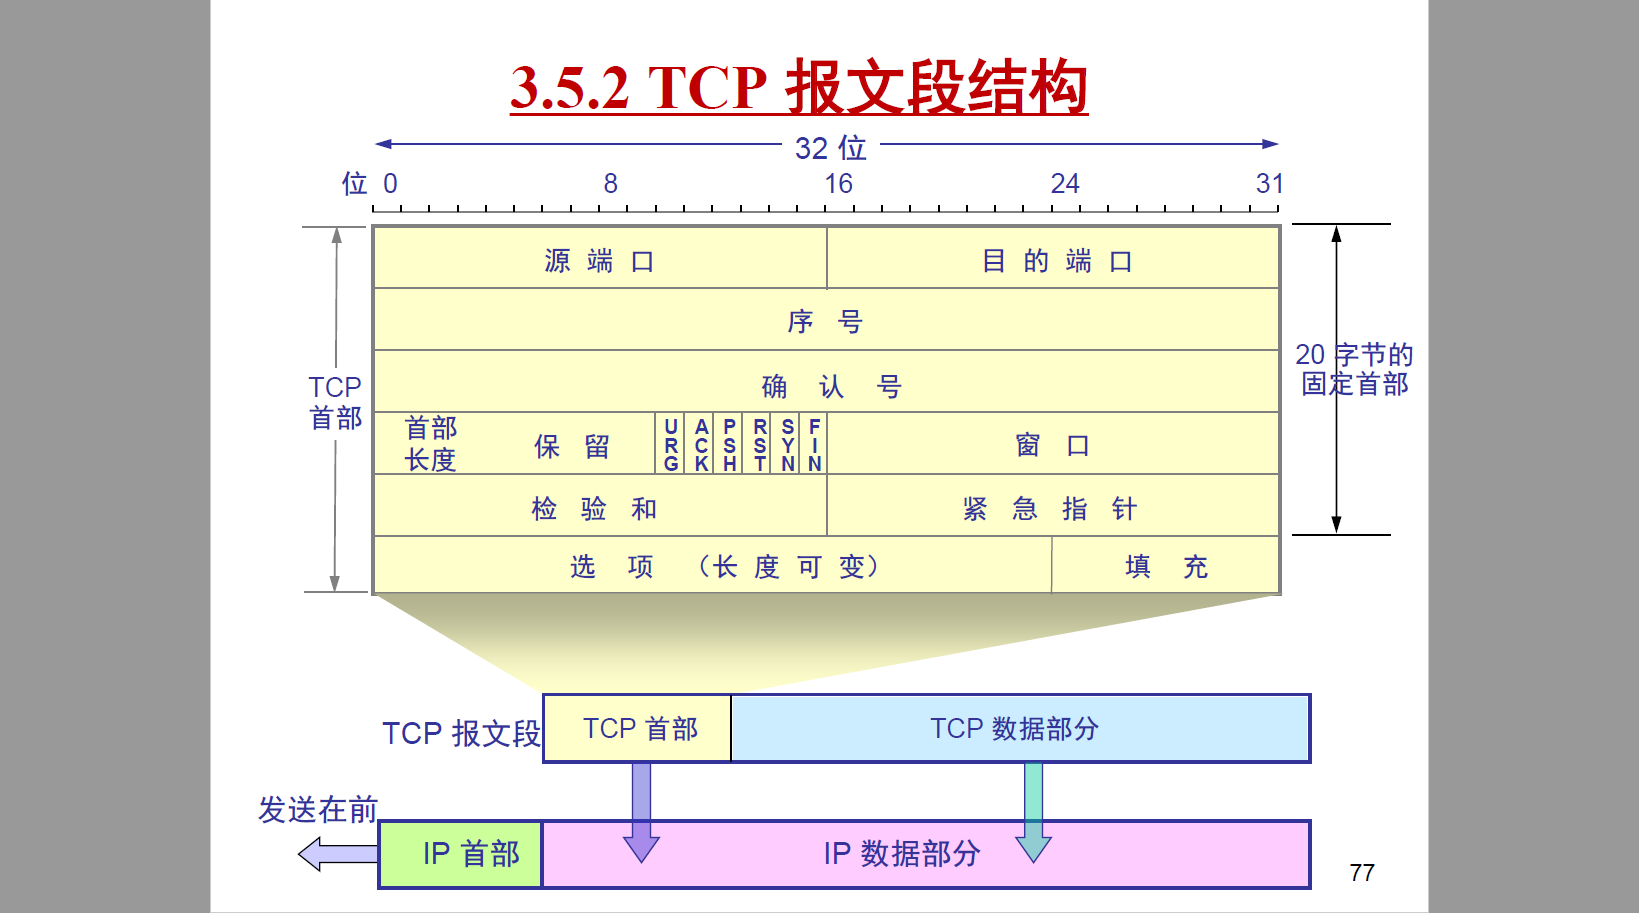 3.5.2 TCP 报文段结构
32 位
位 0 8 16 24 31
源 端 口 目 的 端 口
序 号
确 认 号
TCP
首部
20 字节的
固定首部
首部
长度
保 留
URG
ACK
PSH
RST
SYN
FIN
窗 口
检 验 和 紧 急 指 针
选 项 （长 度 可 变） 填 充
TCP 报文段 TCP 首部 TCP 数据部分
发送在前
IP 首部 IP 数据部分
77